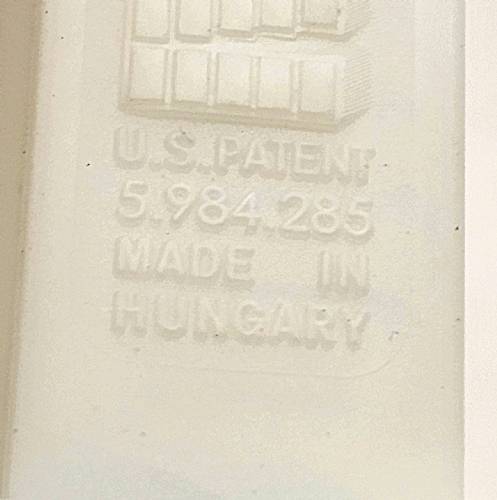 U.S.PATENT
5.984.285
MADE IN
HUNGARY